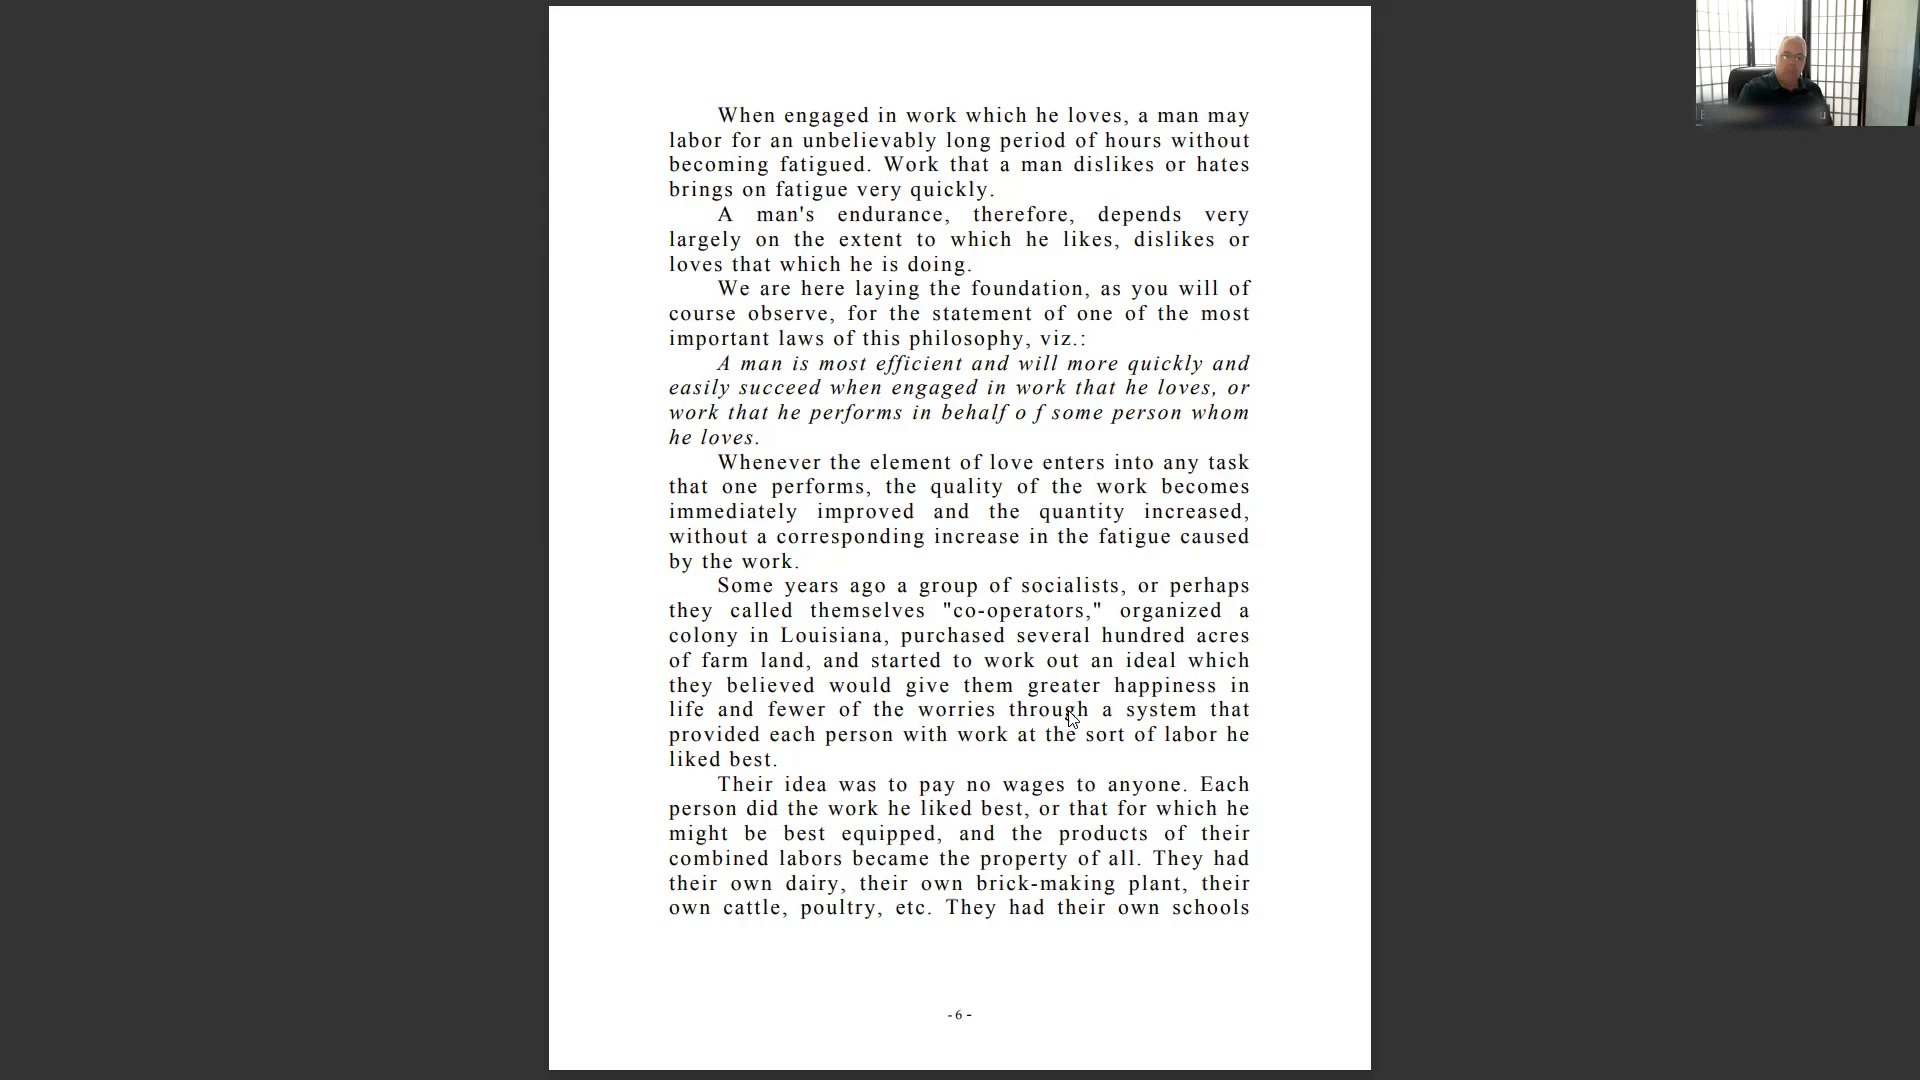 When engaged in work which he loves, a man may
labor for an unbelievably long period of hours without
becoming fatigued. Work that a man dislikes or hates
brings on fatigue very quickly.
A man's endurance, therefore, depends very
largely on the extent to which he likes, dislikes or
loves that which he is doing.
We are here laying the foundation, as you will of
course observe, for the statement of one of the most
important laws of this philosophy, viz.:
A man is most efficient and will more quickly and
easily succeed when engaged in work that he loves, or
work that he performs in behalf o f some person whom
he loves.
Whenever the element of love enters into any task
that one performs, the quality of the work becomes
immediately improved and the quantity increased,
without a corresponding increase in the fatigue caused
by the work.
Some years ago a group of socialists, or perhaps
they called themselves "co-operators," organized a
colony in Louisiana, purchased several hundred acres
of farm land, and started to work out an ideal which
they believed would give them greater happiness in
life and fewer of the worries through a system that
provided each person with work at the sort of labor he
liked best.
Their idea was to pay no wages to anyone. Each
person did the work he liked best, or that for which he
might be best equipped, and the products of their
combined labors became the property of all. They had
their own dairy, their own brick-making plant, their
own cattle, poultry, etc. They had their own schools
- 6 -